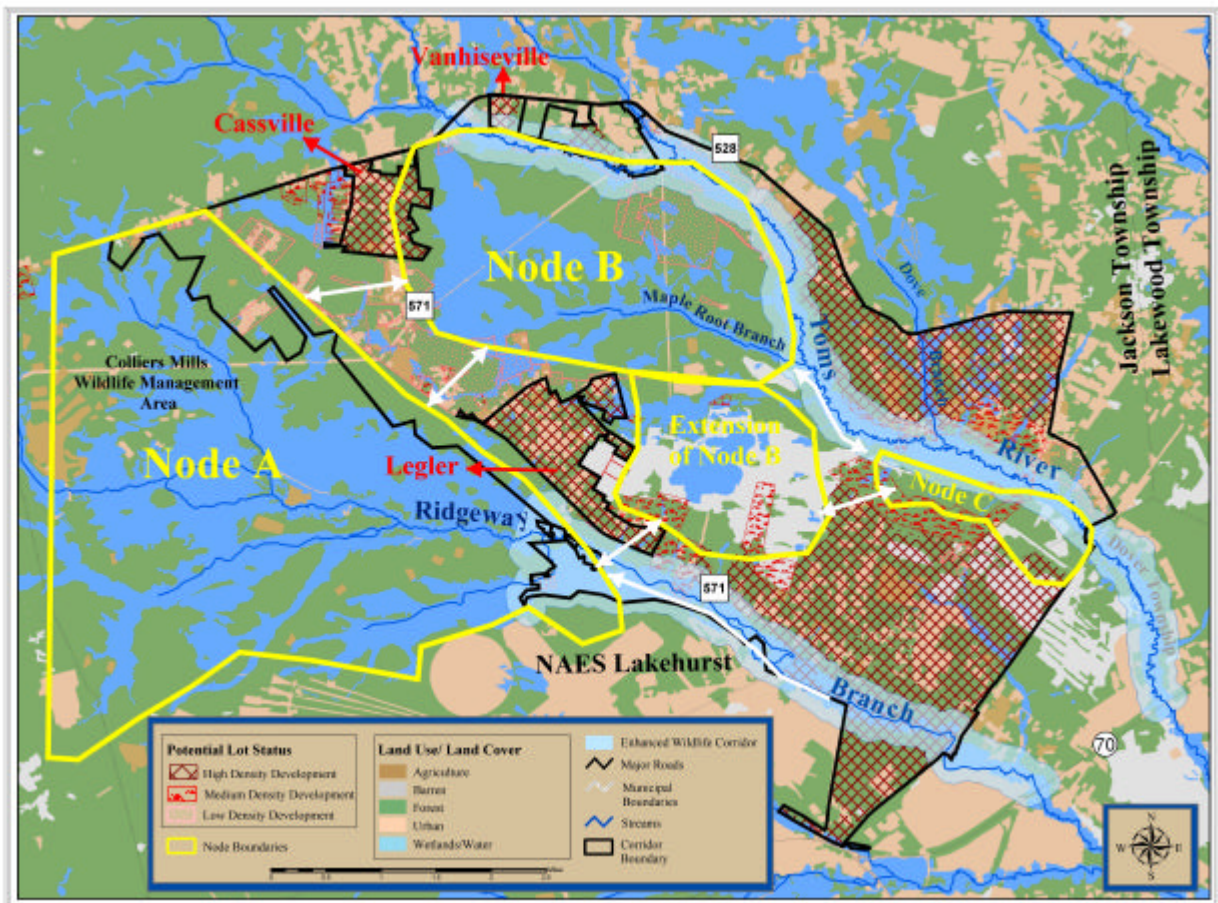 Vanhiseville
Cassville
528
Jackson Township
Lakewood Township
Node B
571
Maple Root Branch
Dove
Toms
Colliers Mills
Wildlife Management
Area
Node A
Extension
of Node B
Legler
River
Node C
Ridgeway
571
Dover Township
NAES Lakehurst
Branch
70
Potential Lot Status
High Density Development
Medium Density Development
Low Density Development
Node Boundaries
Land Use/ Land Cover
Agriculture
Barren
Forest
Urban
Wetlands/Water
Enhanced Wildlife Corridor
Major Roads
Municipal
Boundaries
Streams
Corridor
Boundary
N
W
E
S